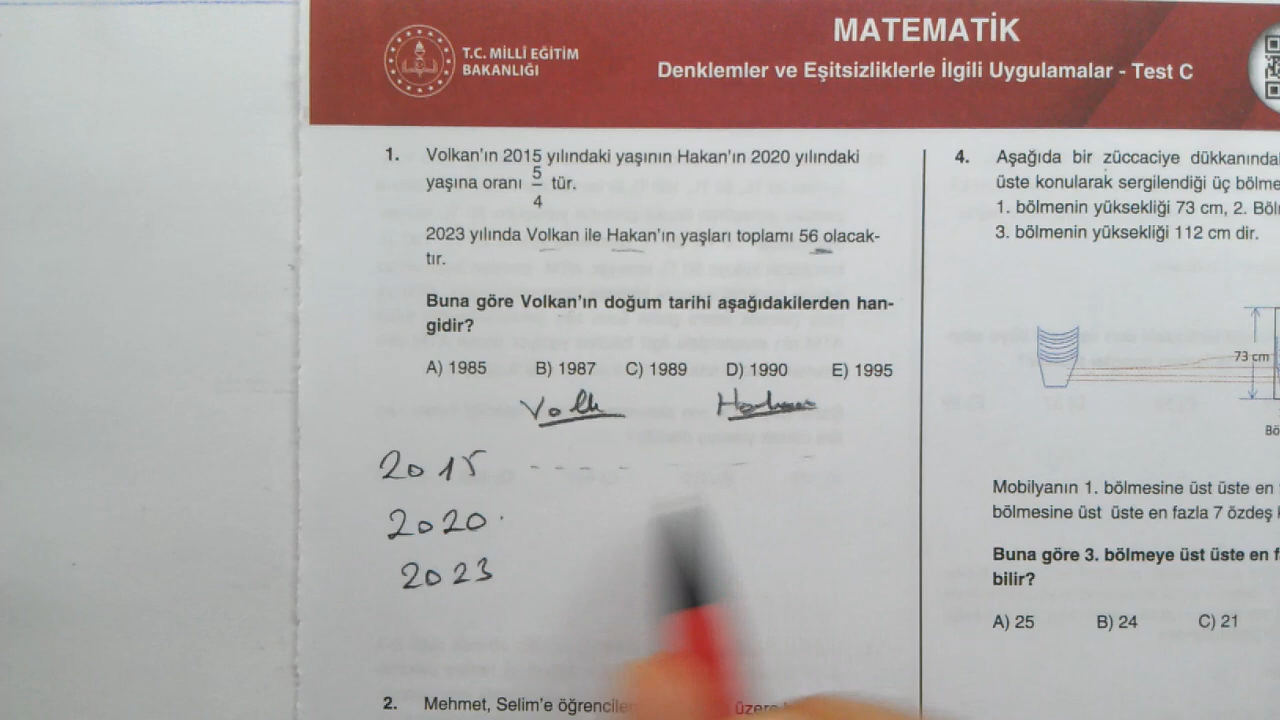 T.C. MİLLÎ EĞİTİM
BAKANLIĞI
MATEMATİK
Denklemler ve Eşitsizliklerle İlgili Uygulamalar - Test C
1. Volkan'ın 2015 yılındaki yaşının Hakan'ın 2020 yılındaki
yaşına oranı 5/4 tür.
2023 yılında Volkan ile Hakan'ın yaşları toplamı 56 olacak-
tır.
Buna göre Volkan'ın doğum tarihi aşağıdakilerden han-
gidir?
A) 1985 B) 1987 C) 1989 D) 1990 E) 1995
Volk Hakan
2015
2020
2023
2. Mehmet, Selim'e
4. Aşağıda bir züccaciye dükkanında
üste konularak sergilendiği üç bölme
1. bölmenin yüksekliği 73 cm, 2. Böl
3. bölmenin yüksekliği 112 cm dir.
73 cm
Bö
Mobilyanın 1. bölmesine üst üste en
bölmesine üst üste en fazla 7 özdeş
Buna göre 3. bölmeye üst üste en f
bilir?
A) 25 B) 24 C) 21